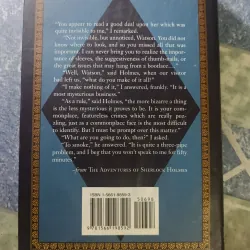 "You appear to read a good deal upon her which was
quite invisible to me," I remarked.
"Not invisible, but unnoticed, Watson. You did not
know where to look, and so you missed all that was
important. I can never bring you to realize the impor-
tance of sleeves, the suggestiveness of thumb-nails, or
the great issues that may hang from a bootlace...."
"Well, Watson," said Holmes, when our visitor
had left us, "what do you make of it all?"
"I make nothing of it," I answered, frankly. "It is a
most mysterious business."
"As a rule," said Holmes, "the more bizarre a thing
is the less mysterious it proves to be. It is your com-
monplace, featureless crimes which are really puz-
zling, just as a commonplace face is the most difficult
to identify. But I must be prompt over this matter."
"What are you going to do, then?" I asked.
"To smoke," he answered. "It is quite a three-pipe
problem, and I beg that you won't speak to me for fifty
minutes."
—from THE ADVENTURES OF SHERLOCK HOLMES
ISBN